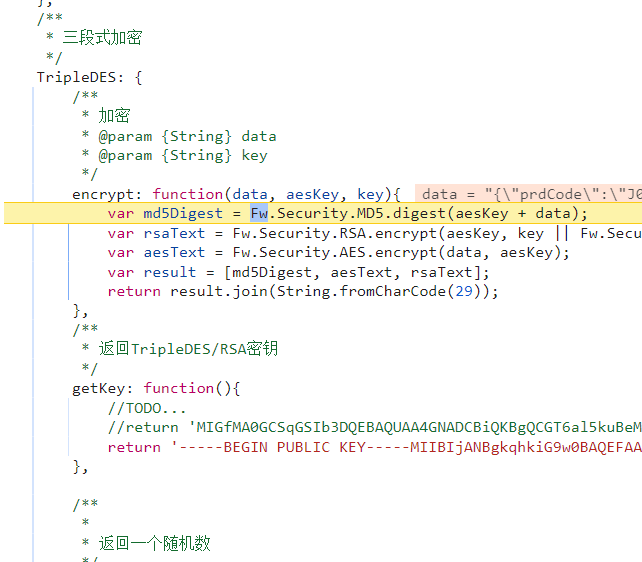 },
/**
 * 三段式加密
 */
TripleDES: {
/**
 * 加密
 * @param {String} data
 * @param {String} key
 */
encrypt: function(data, aesKey, key){ data = "{\"prdCode\":\"J0
var md5Digest = Fw.Security.MD5.digest(aesKey + data);
var rsaText = Fw.Security.RSA.encrypt(aesKey, key || Fw.Secu
var aesText = Fw.Security.AES.encrypt(data, aesKey);
var result = [md5Digest, aesText, rsaText];
return result.join(String.fromCharCode(29));
},
/**
 * 返回TripleDES/RSA密钥
 */
getKey: function(){
//TODO...
//return 'MIGfMA0GCSqGSIb3DQEBAQUAA4GNADCBiQKBgQCGT6al5kuBeM
return '-----BEGIN PUBLIC KEY-----MIIBIjANBgkqhkiG9w0BAQEFAA
},
/**
 *
 * 返回一个随机数
 */